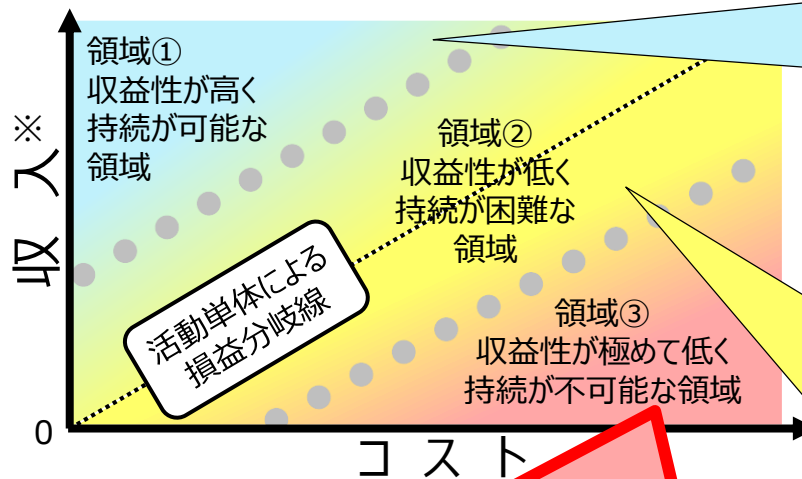 領域①
収益性が高く
持続が可能な
領域
領域②
収益性が低く
持続が困難な
領域
収入※
活動単体による
損益分岐線
領域③
収益性が極めて低く
持続が不可能な領域
0
コスト